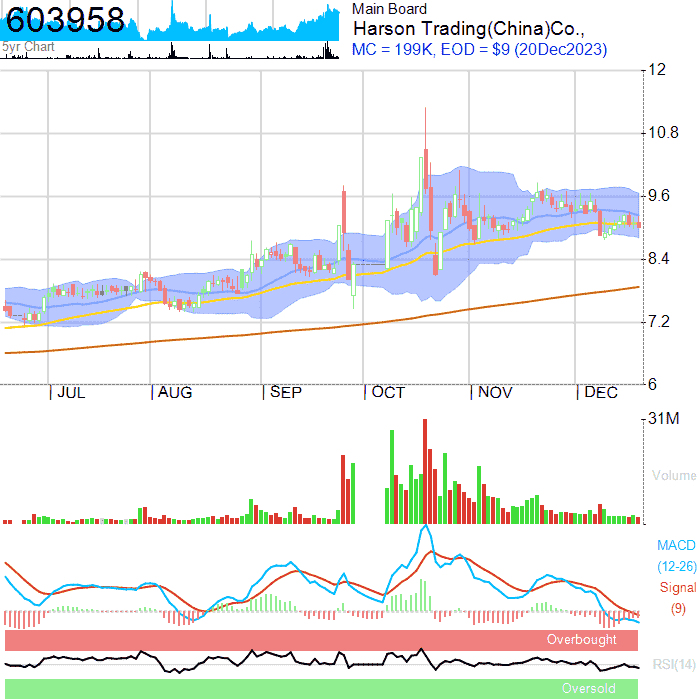 603958
5yr Chart
Main Board
Harson Trading(China)Co.,
MC = 199K, EOD = $9 (20Dec2023)
12
10.8
9.6
8.4
7.2
6
JUL AUG SEP OCT NOV DEC
31M
Volume
MACD
(12-26)
Signal
(9)
Overbought
RSI(14)
Oversold